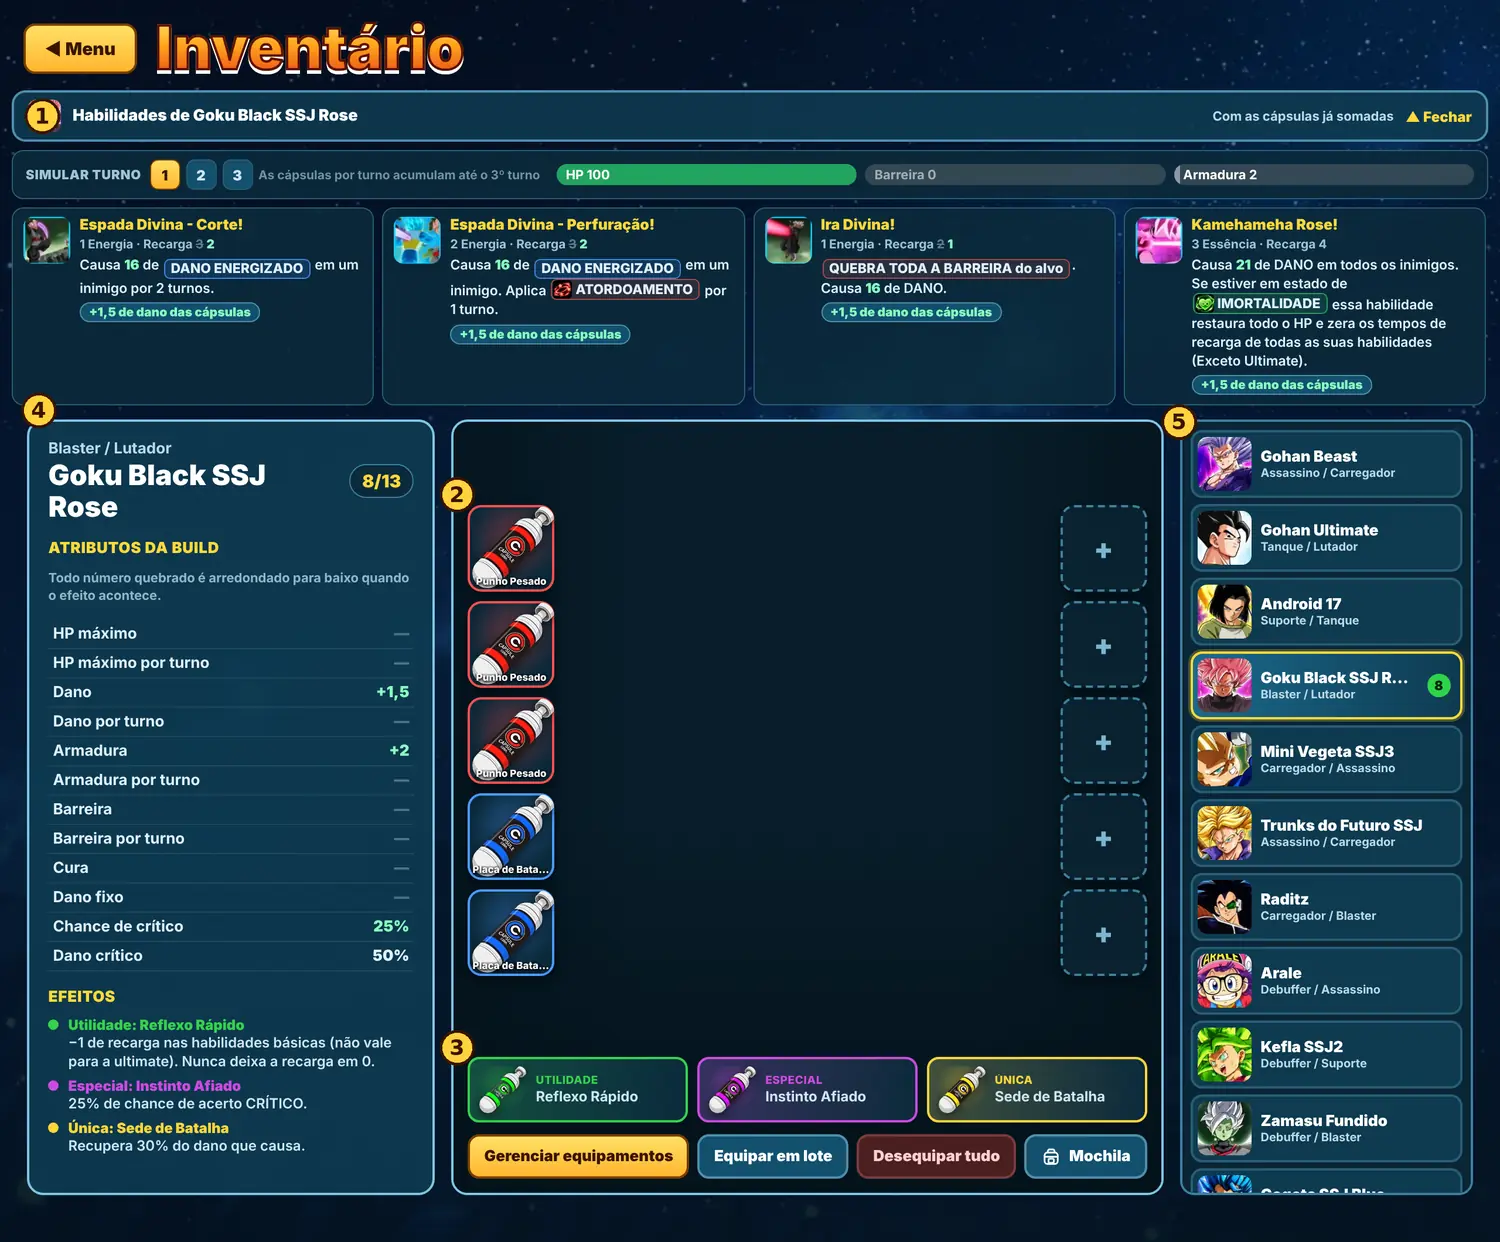 ◀ Menu
Inventário
1
Habilidades de Goku Black SSJ Rose
Com as cápsulas já somadas
▲ Fechar
SIMULAR TURNO
1
2
3
As cápsulas por turno acumulam até o 3º turno
HP 100
Barreira 0
Armadura 2
Espada Divina - Corte!
1 Energia · Recarga 3 2
Causa 16 de DANO ENERGIZADO em um
inimigo por 2 turnos.
+1,5 de dano das cápsulas
Espada Divina - Perfuração!
2 Energia · Recarga 3 2
Causa 16 de DANO ENERGIZADO em um
inimigo. Aplica ATORDOAMENTO por
1 turno.
+1,5 de dano das cápsulas
Ira Divina!
1 Energia · Recarga 2 1
QUEBRA TODA A BARREIRA do alvo .
Causa 16 de DANO.
+1,5 de dano das cápsulas
Kamehameha Rose!
3 Essência · Recarga 4
Causa 21 de DANO em todos os inimigos.
Se estiver em estado de
IMORTALIDADE essa habilidade
restaura todo o HP e zera os tempos de
recarga de todas as suas habilidades
(Exceto Ultimate).
+1,5 de dano das cápsulas
4
Blaster / Lutador
Goku Black SSJ
Rose
8/13
ATRIBUTOS DA BUILD
Todo número quebrado é arredondado para baixo quando
o efeito acontece.
HP máximo —
HP máximo por turno —
Dano +1,5
Dano por turno —
Armadura +2
Armadura por turno —
Barreira —
Barreira por turno —
Cura —
Dano fixo —
Chance de crítico 25%
Dano crítico 50%
EFEITOS
Utilidade: Reflexo Rápido
−1 de recarga nas habilidades básicas (não vale
para a ultimate). Nunca deixa a recarga em 0.
Especial: Instinto Afiado
25% de chance de acerto CRÍTICO.
Única: Sede de Batalha
Recupera 30% do dano que causa.
2
Punho Pesado
Punho Pesado
Punho Pesado
Placa de Bata...
Placa de Bata...
+
+
+
+
+
3
UTILIDADE
Reflexo Rápido
ESPECIAL
Instinto Afiado
ÚNICA
Sede de Batalha
Gerenciar equipamentos
Equipar em lote
Desequipar tudo
Mochila
5
Gohan Beast
Assassino / Carregador
Gohan Ultimate
Tanque / Lutador
Android 17
Suporte / Tanque
Goku Black SSJ R...
Blaster / Lutador
8
Mini Vegeta SSJ3
Carregador / Assassino
Trunks do Futuro SSJ
Assassino / Carregador
Raditz
Carregador / Blaster
Arale
Debuffer / Assassino
Kefla SSJ2
Debuffer / Suporte
Zamasu Fundido
Debuffer / Blaster